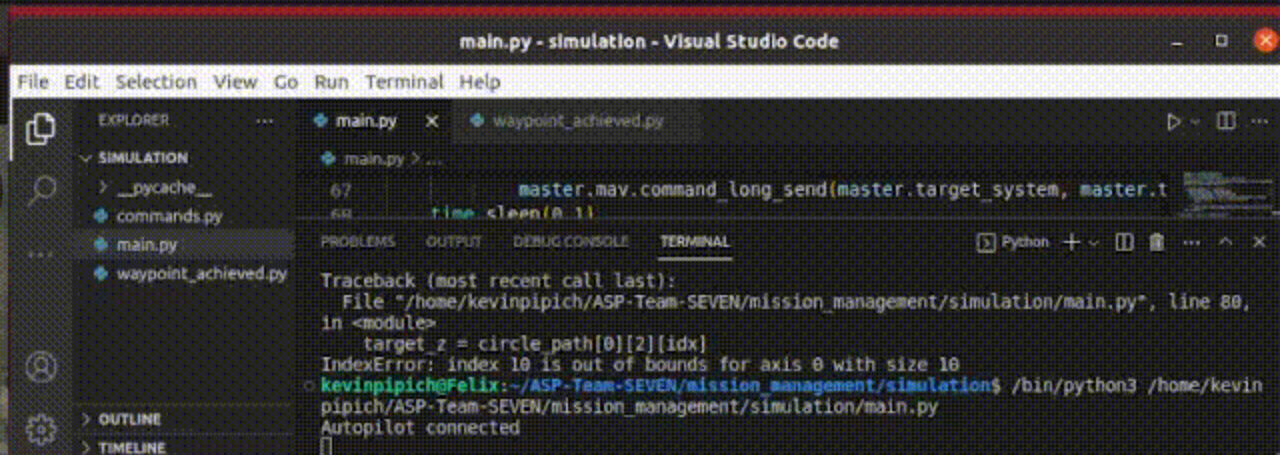 main.py - simulation - Visual Studio Code
File Edit Selection View Go Run Terminal Help
EXPLORER ...
SIMULATION
__pycache__
commands.py
main.py
waypoint_achieved.py
OUTLINE
TIMELINE
main.py waypoint_achieved.py
main.py > ...
67 master.mav.command_long_send(master.target_system, master.t
68 time.sleep(0.1)
PROBLEMS OUTPUT DEBUG CONSOLE TERMINAL Python
Traceback (most recent call last):
File "/home/kevinpipich/ASP-Team-SEVEN/mission_management/simulation/main.py", line 80,
in <module>
target_z = circle_path[0][2][idx]
IndexError: index 10 is out of bounds for axis 0 with size 10
kevinpipich@Felix:~/ASP-Team-SEVEN/mission_management/simulation$ /bin/python3 /home/kevin
pipich/ASP-Team-SEVEN/mission_management/simulation/main.py
Autopilot connected